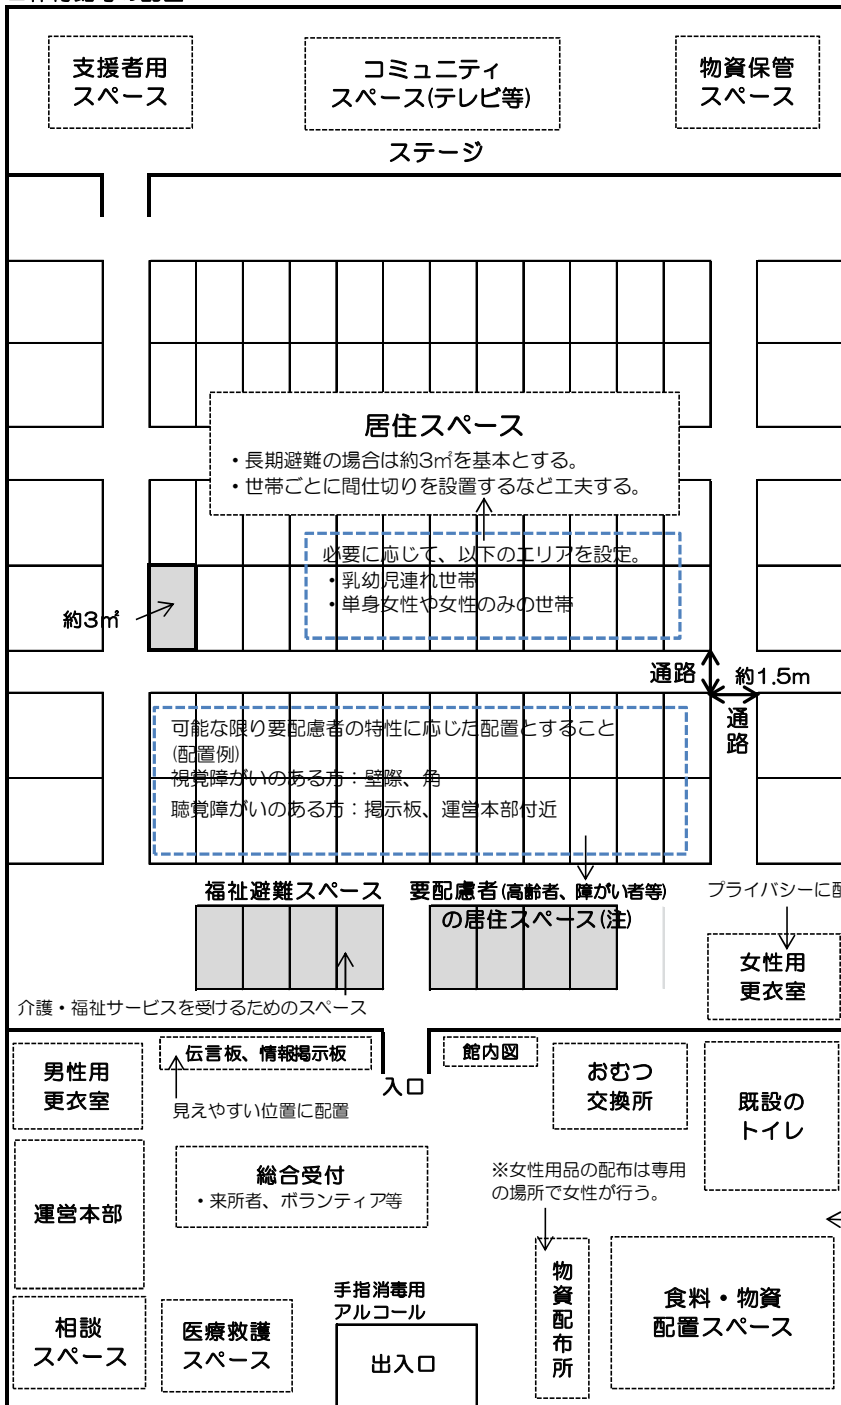 支援者用
スペース
コミュニティ
スペース(テレビ等)
物資保管
スペース
ステージ
居住スペース
・長期避難の場合は約3㎡を基本とする。
・世帯ごとに間仕切りを設置するなど工夫する。
必要に応じて、以下のエリアを設定。
・乳幼児連れ世帯
・単身女性や女性のみの世帯
約3㎡
通路
約1.5m
通路
可能な限り要配慮者の特性に応じた配置とすること
(配置例)
視覚障がいのある方：壁際、角
聴覚障がいのある方：掲示板、運営本部付近
福祉避難スペース
要配慮者(高齢者、障がい者等)
の居住スペース(注)
プライバシーに配
女性用
更衣室
介護・福祉サービスを受けるためのスペース
男性用
更衣室
伝言板、情報掲示板
見えやすい位置に配置
入口
館内図
おむつ
交換所
既設の
トイレ
運営本部
総合受付
・来所者、ボランティア等
※女性用品の配布は専用
の場所で女性が行う。
相談
スペース
医療救護
スペース
手指消毒用
アルコール
出入口
物資配布所
食料・物資
配置スペース